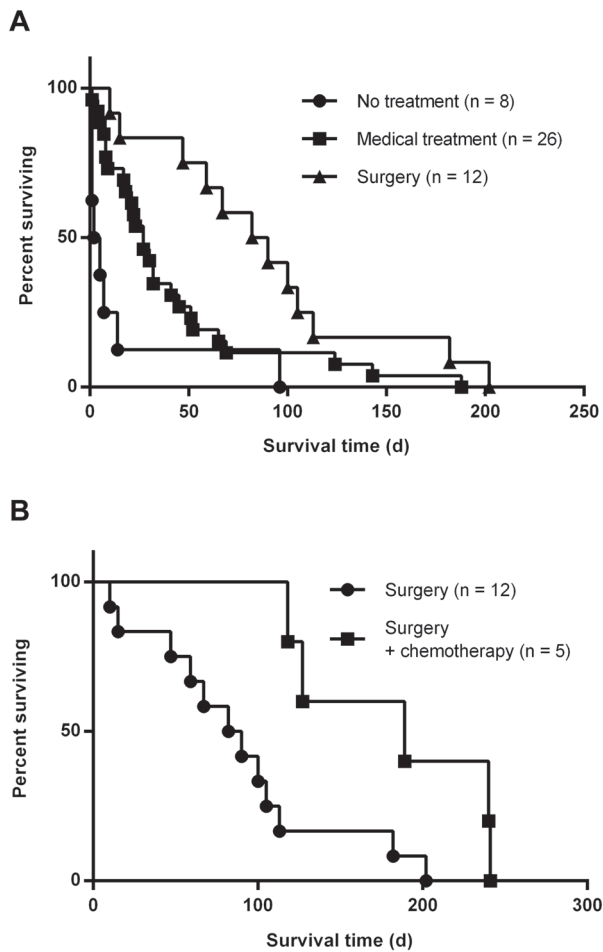 A
Percent surviving
100
50
0
No treatment (n = 8)
Medical treatment (n = 26)
Surgery (n = 12)
0 50 100 150 200 250
Survival time (d)
B
Percent surviving
100
50
0
Surgery (n = 12)
Surgery
+ chemotherapy (n = 5)
0 100 200 300
Survival time (d)